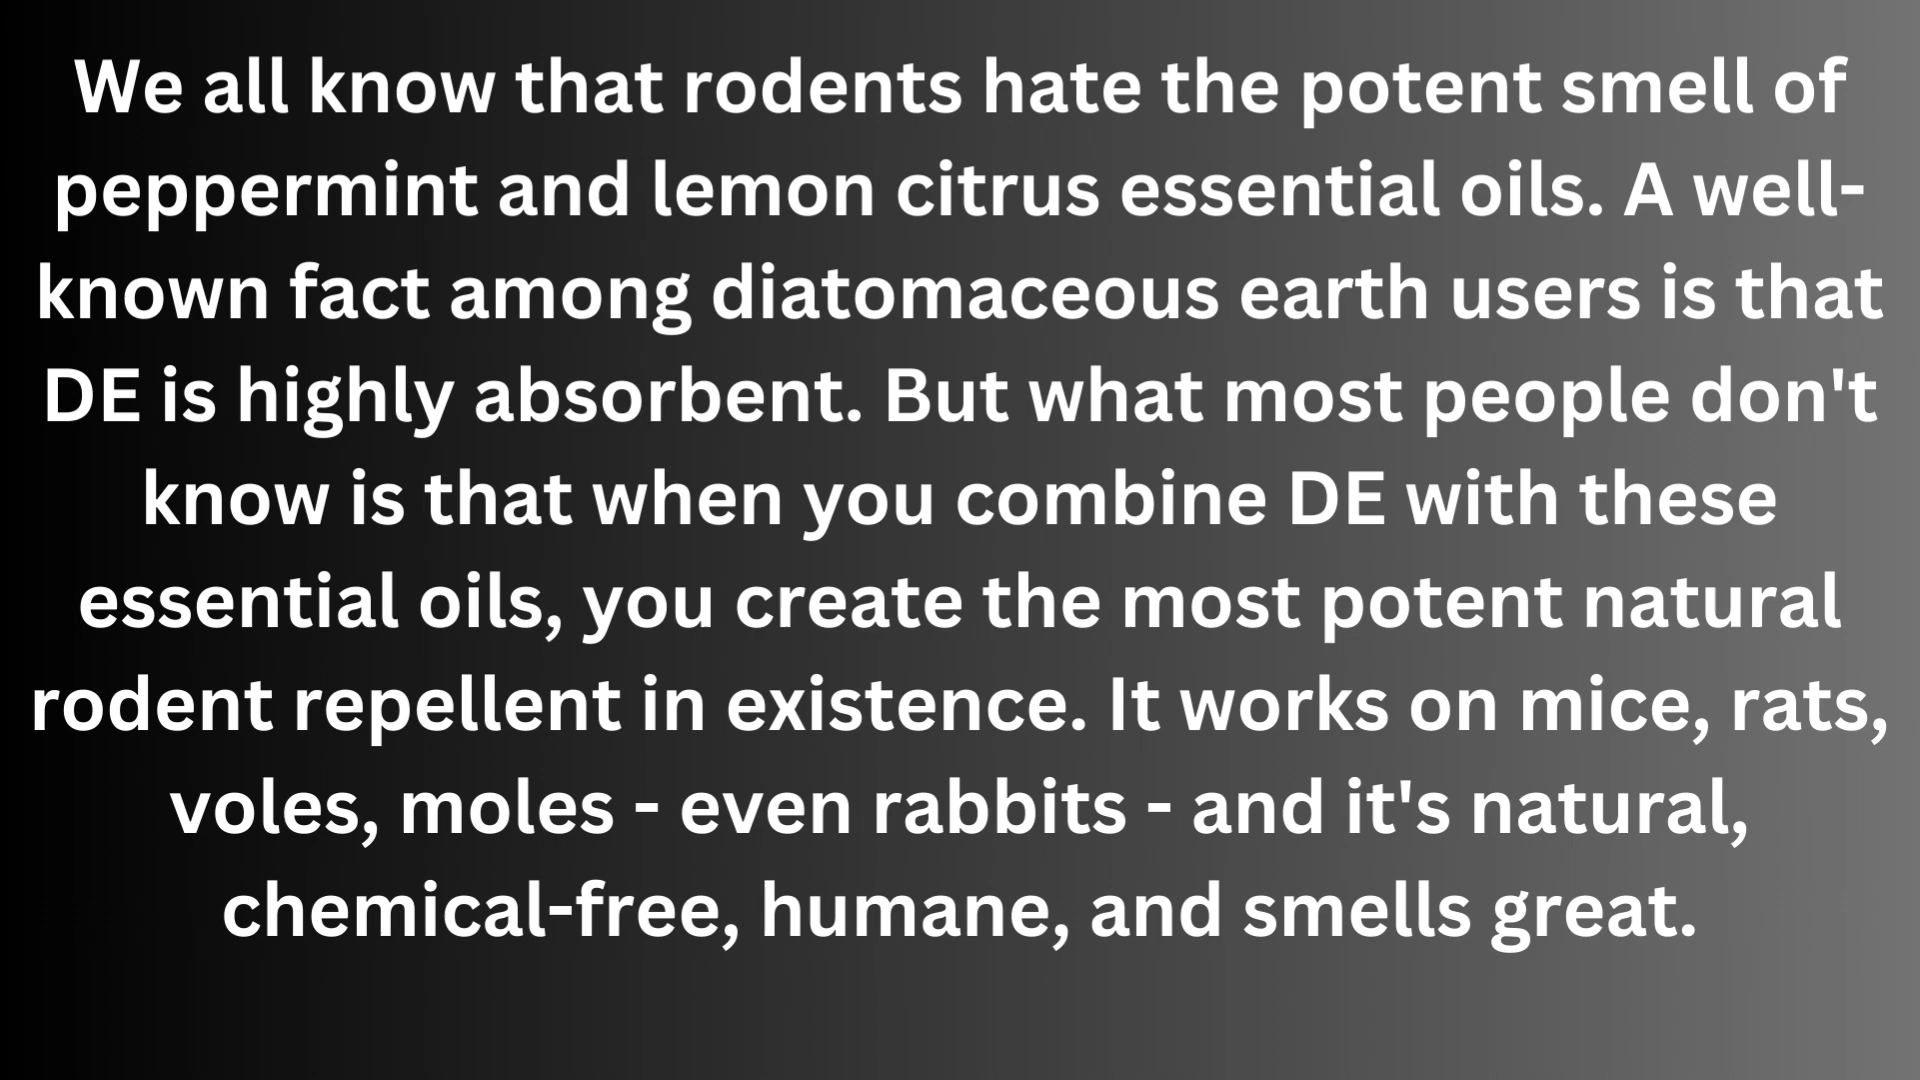 We all know that rodents hate the potent smell of
peppermint and lemon citrus essential oils. A well-
known fact among diatomaceous earth users is that
DE is highly absorbent. But what most people don't
know is that when you combine DE with these
essential oils, you create the most potent natural
rodent repellent in existence. It works on mice, rats,
voles, moles - even rabbits - and it's natural,
chemical-free, humane, and smells great.